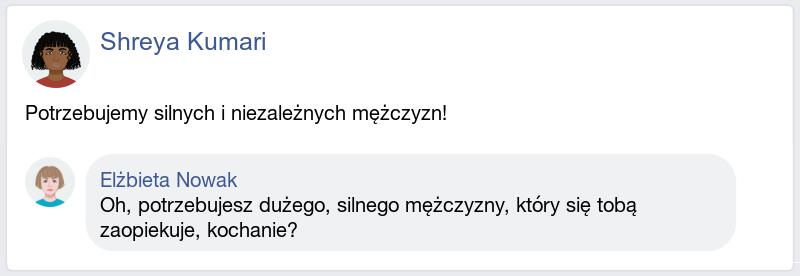 Shreya Kumari
Potrzebujemy silnych i niezależnych mężczyzn!
Elżbieta Nowak
Oh, potrzebujesz dużego, silnego mężczyzny, który się tobą
zaopiekuje, kochanie?